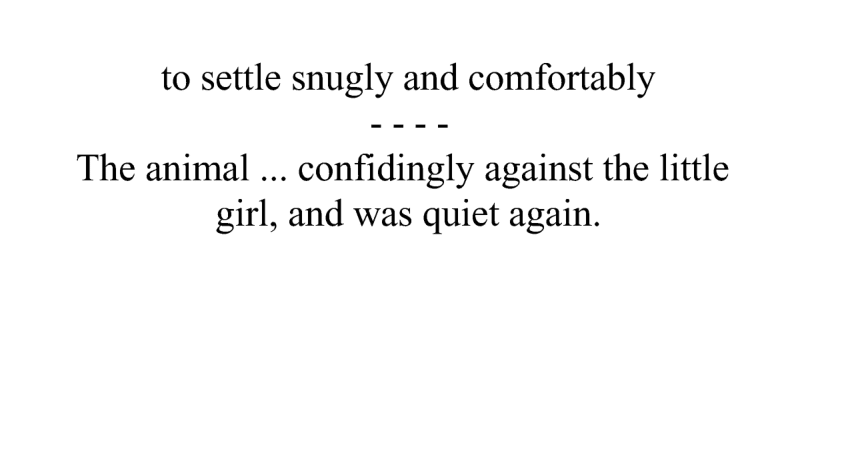 to settle snugly and comfortably
- - - -
The animal ... confidingly against the little
girl, and was quiet again.